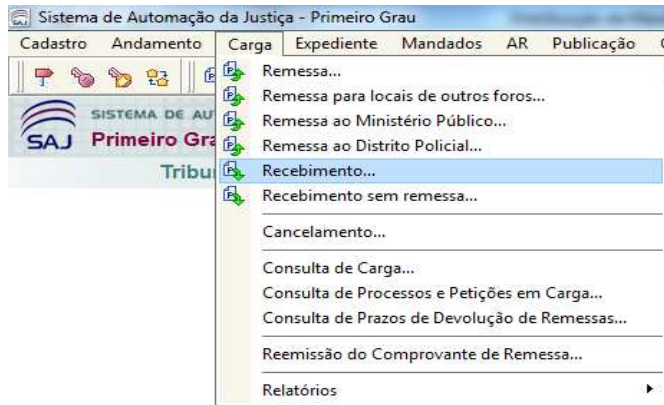 Sistema de Automação da Justiça - Primeiro Grau
Cadastro Andamento Carga Expediente Mandados AR Publicação
Remessa...
Remessa para locais de outros foros...
SISTEMA DE AU
Remessa ao Ministério Público...
SAJ Primeiro Gra
Remessa ao Distrito Policial...
Tribu
Recebimento...
Recebimento sem remessa...
Cancelamento...
Consulta de Carga...
Consulta de Processos e Petições em Carga...
Consulta de Prazos de Devolução de Remessas...
Reemissão do Comprovante de Remessa...
Relatórios